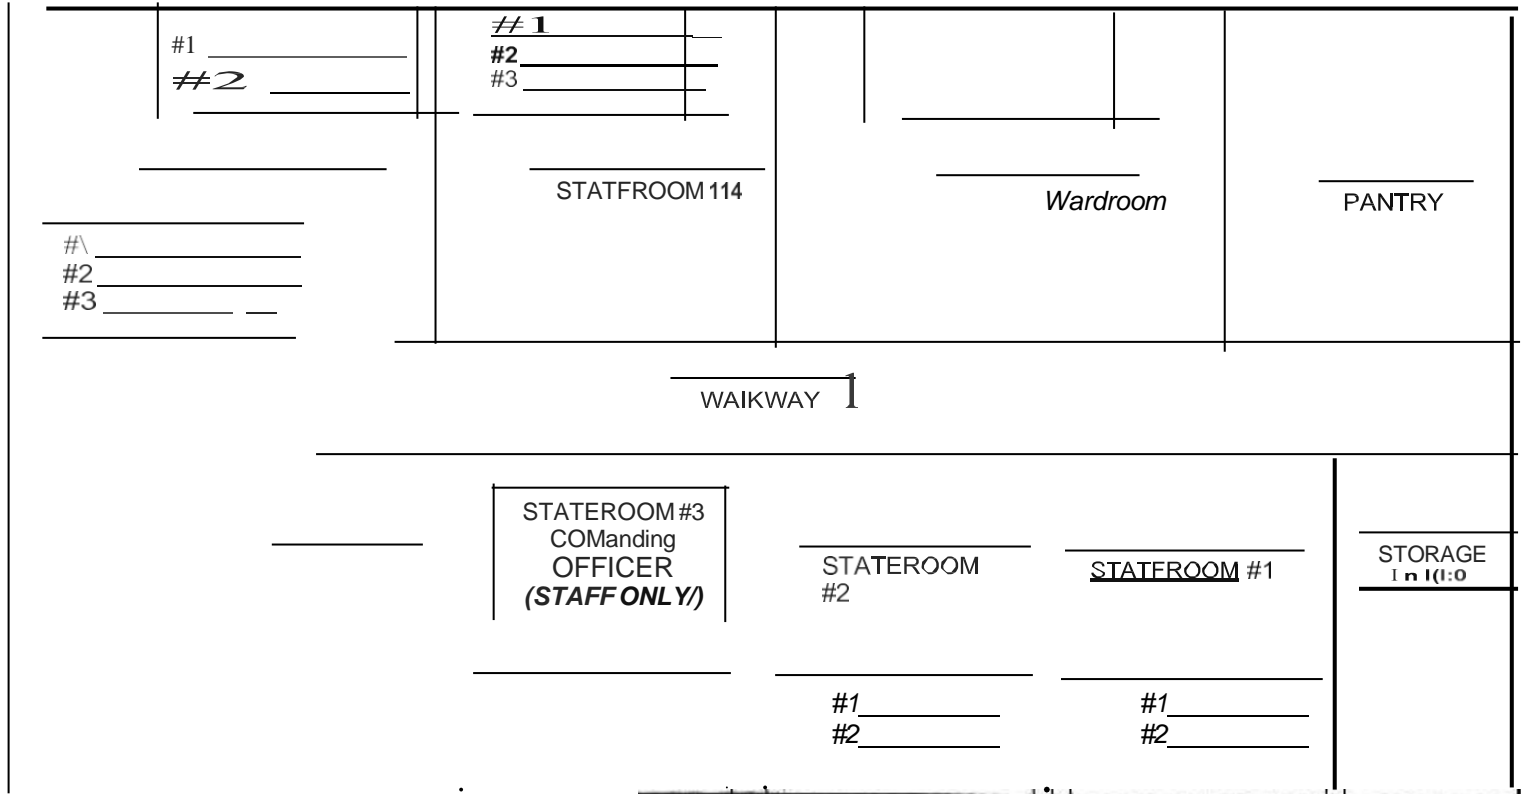 #1
#2
#1
#2
#3
STATFROOM 114
Wardroom
PANTRY
#\
#2
#3
WAIKWAY 1
STATEROOM #3
COManding
OFFICER
(STAFF ONLY/)
STATEROOM
#2
STATFROOM #1
STORAGE
I n l(l:0
#1
#2
#1
#2